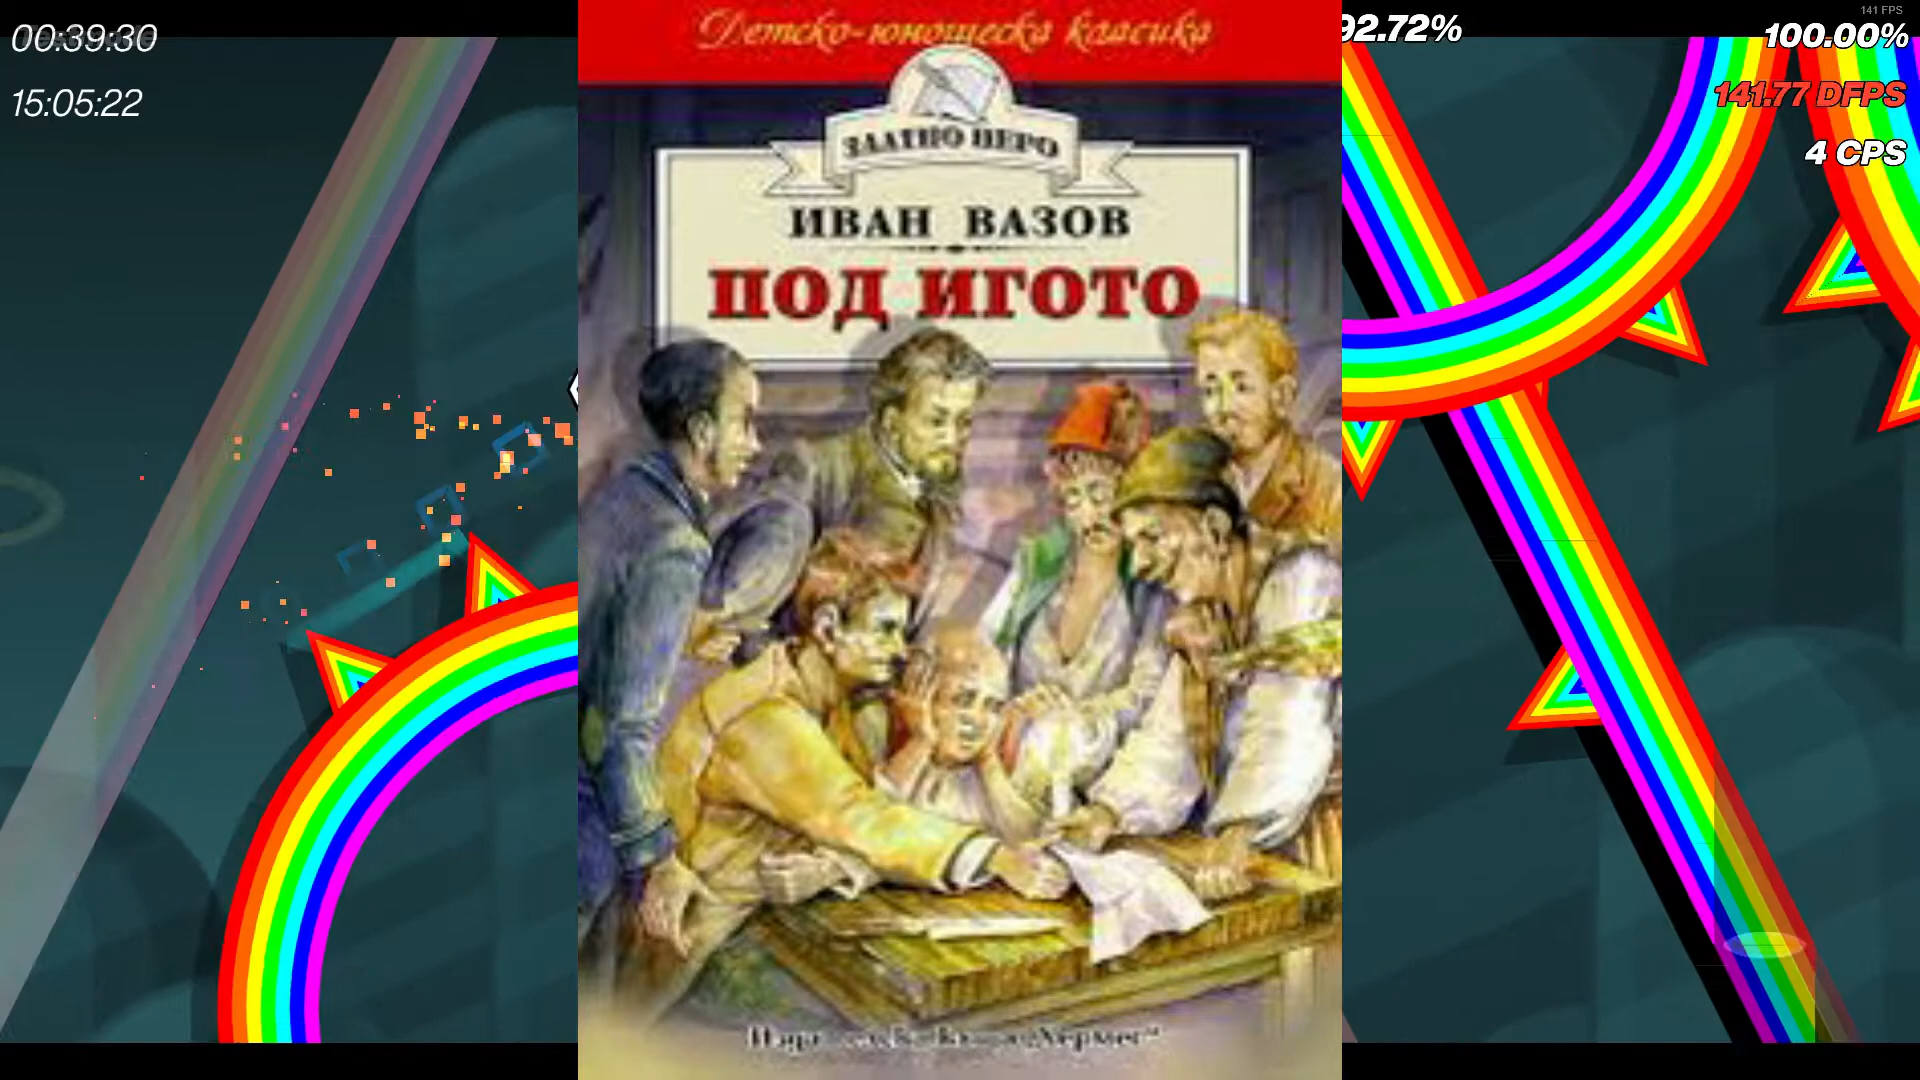 00:39:30
15:05:22
Детско-юношеска класика
ЗЛАТНО ПЕРО
ИВАН ВАЗОВ
ПОД ИГОТО
92.72%
141 FPS
100.00%
141.77 DFPS
4 CPS